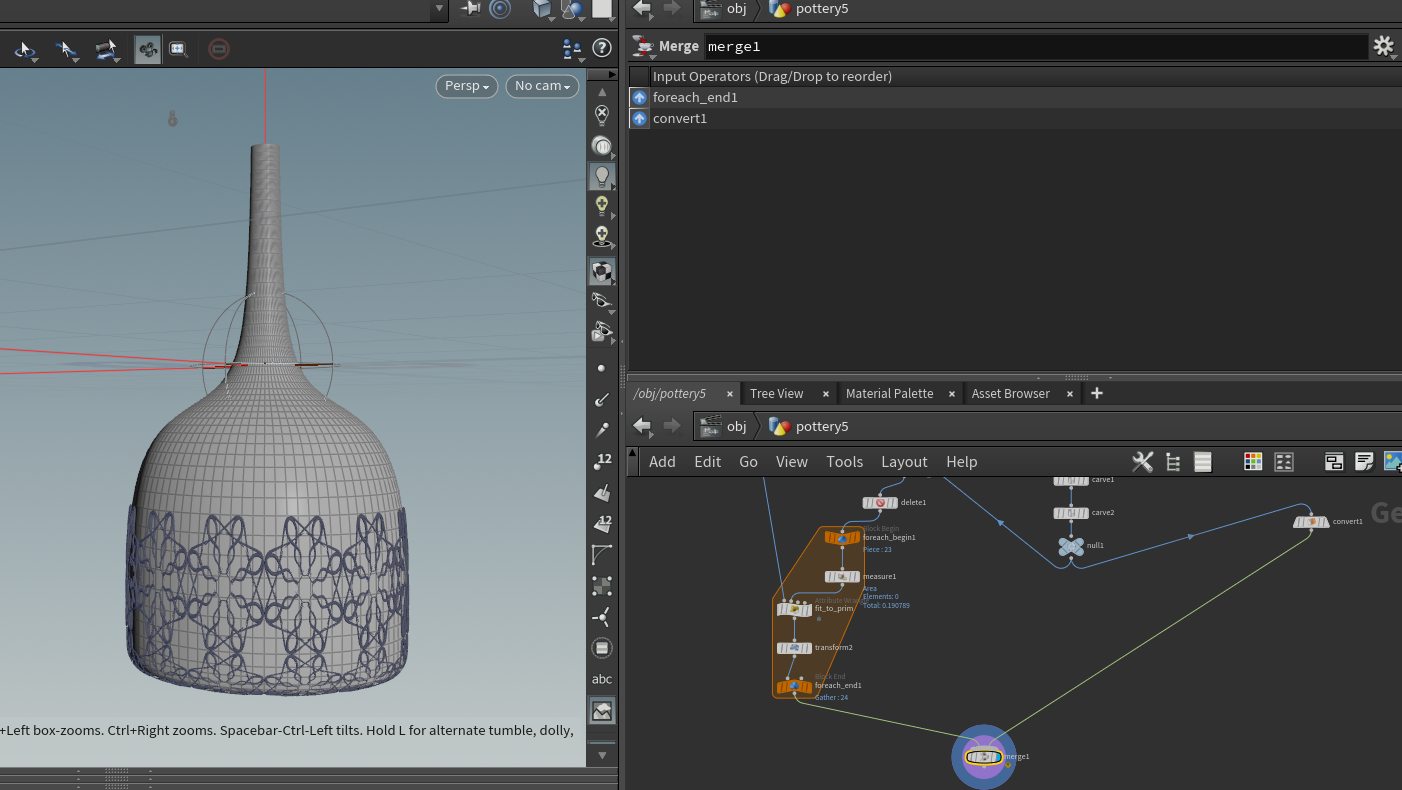 obj
pottery5
Merge
merge1
Input Operators (Drag/Drop to reorder)
foreach_end1
convert1
Persp
No cam
12
12
abc
+Left box-zooms. Ctrl+Right zooms. Spacebar-Ctrl-Left tilts. Hold L for alternate tumble, dolly,
/obj/pottery5
Tree View
Material Palette
Asset Browser
obj
pottery5
Add
Edit
Go
View
Tools
Layout
Help
Ge
carve1
delete1
carve2
convert1
Block Begin
foreach_begin1
Piece : 23
null1
measure1
Area
Elements: 0
Total: 0.190789
fit_to_prim
transform2
Block End
foreach_end1
Gather : 24
merge1